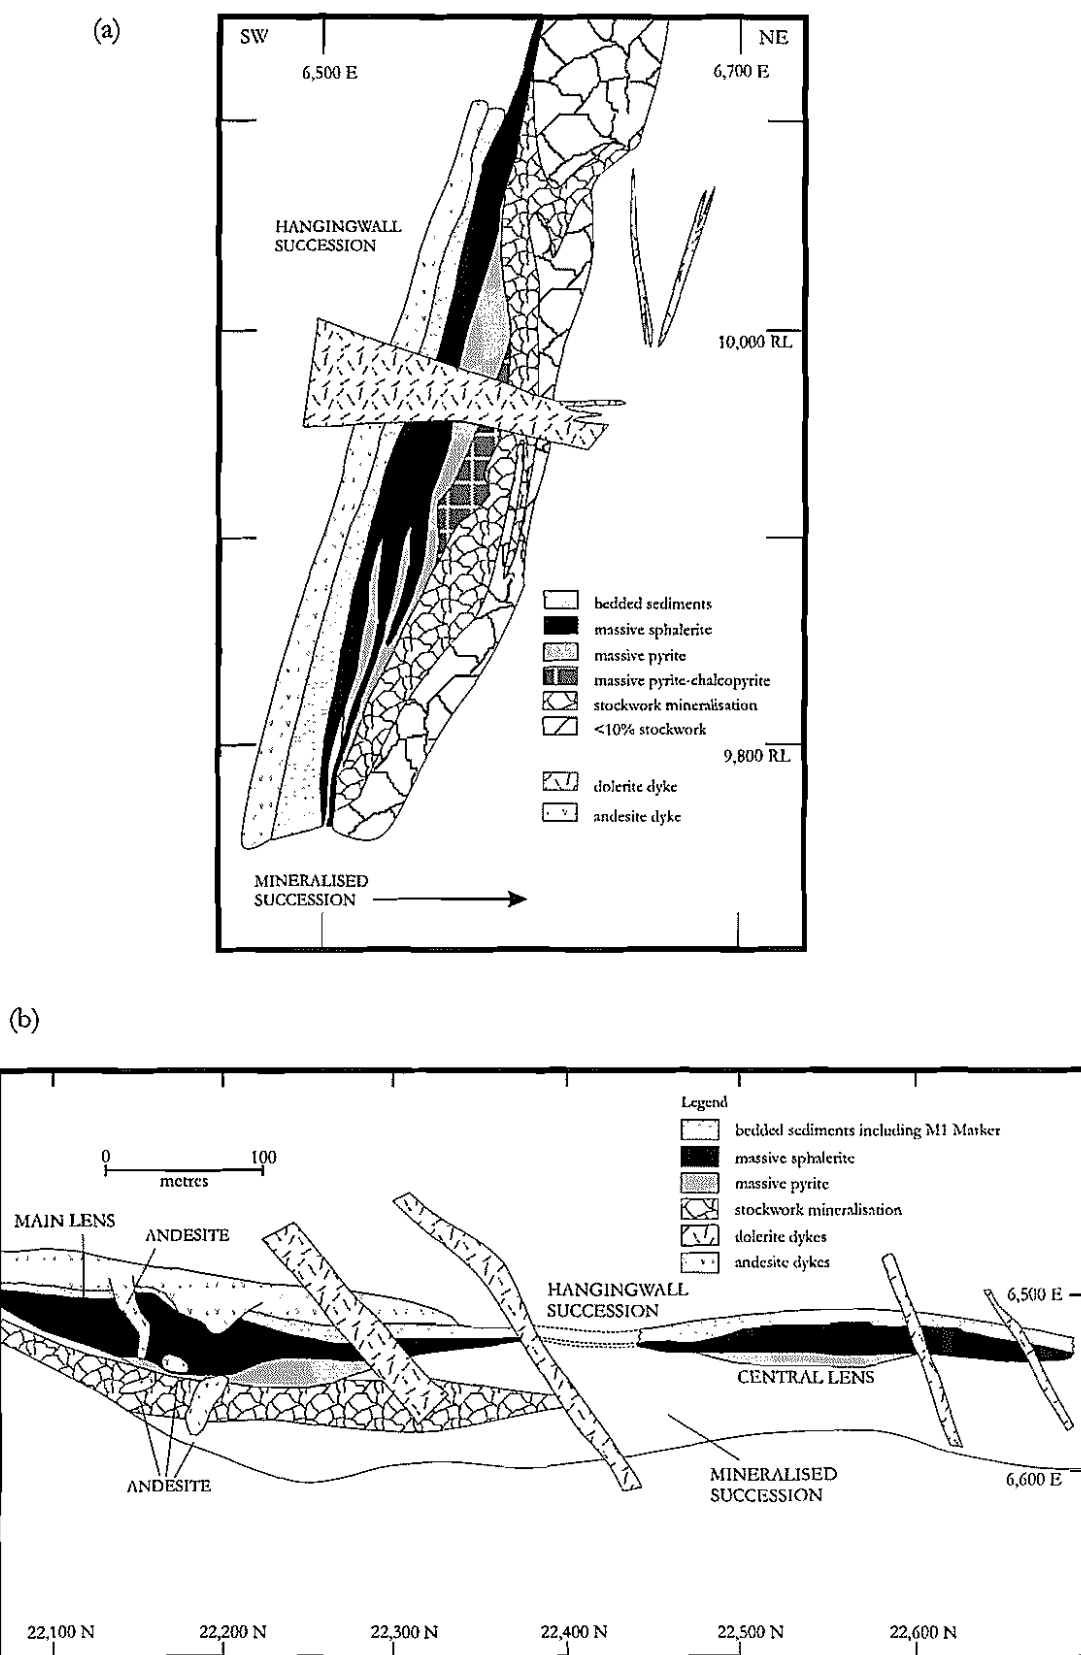 (a)
SW
NE
6,500 E
6,700 E
HANGINGWALL
SUCCESSION
10,000 RL
bedded sediments
massive sphalerite
massive pyrite
massive pyrite-chalcopyrite
stockwork mineralisation
<10% stockwork
9,800 RL
dolerite dyke
andesite dyke
MINERALISED
SUCCESSION
(b)
Legend
bedded sediments including M1 Marker
massive sphalerite
massive pyrite
stockwork mineralisation
dolerite dykes
andesite dykes
0 100
metres
MAIN LENS
ANDESITE
HANGINGWALL
SUCCESSION
6,500 E
CENTRAL LENS
ANDESITE
MINERALISED
SUCCESSION
6,600 E
22,100 N
22,200 N
22,300 N
22,400 N
22,500 N
22,600 N